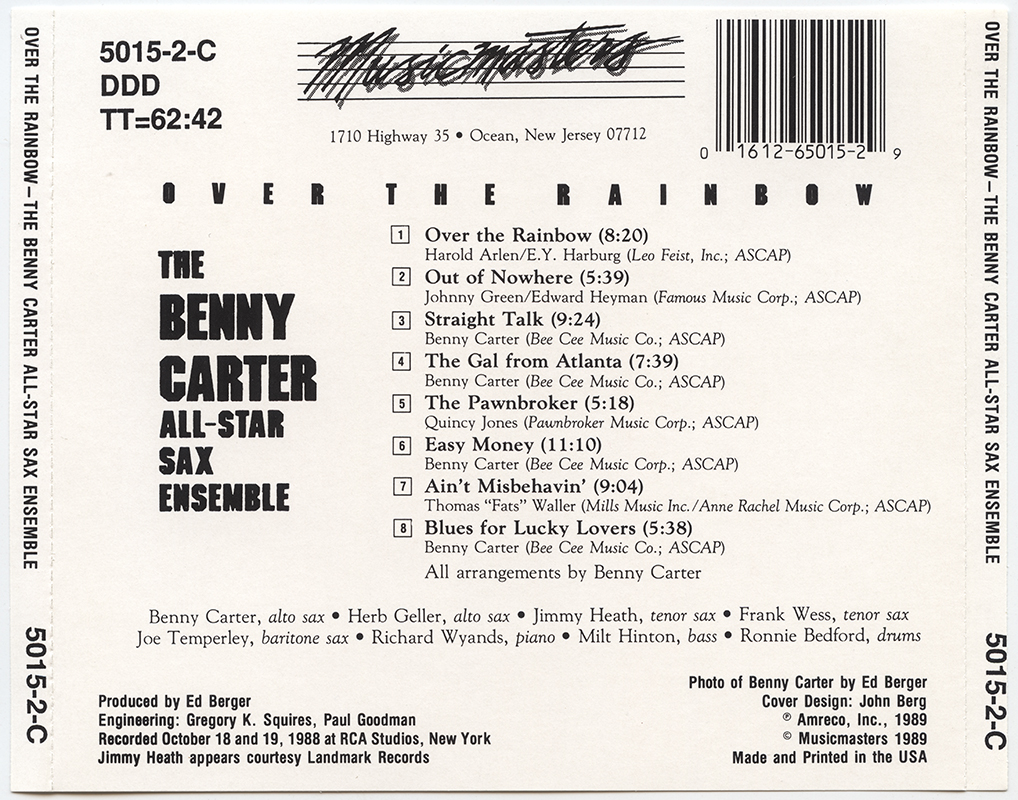 OVER THE RAINBOW – THE BENNY CARTER ALL-STAR SAX ENSEMBLE
5015-2-C
5015-2-C
DDD
TT=62:42
Musicmasters
1710 Highway 35 • Ocean, New Jersey 07712
0 1612-65015-2 9
OVER THE RAINBOW
THE
BENNY
CARTER
ALL-STAR
SAX
ENSEMBLE
1 Over the Rainbow (8:20)
Harold Arlen/E.Y. Harburg (Leo Feist, Inc.; ASCAP)
2 Out of Nowhere (5:39)
Johnny Green/Edward Heyman (Famous Music Corp.; ASCAP)
3 Straight Talk (9:24)
Benny Carter (Bee Cee Music Co.; ASCAP)
4 The Gal from Atlanta (7:39)
Benny Carter (Bee Cee Music Co.; ASCAP)
5 The Pawnbroker (5:18)
Quincy Jones (Pawnbroker Music Corp.; ASCAP)
6 Easy Money (11:10)
Benny Carter (Bee Cee Music Corp.; ASCAP)
7 Ain't Misbehavin' (9:04)
Thomas "Fats" Waller (Mills Music Inc./Anne Rachel Music Corp.; ASCAP)
8 Blues for Lucky Lovers (5:38)
Benny Carter (Bee Cee Music Co.; ASCAP)
All arrangements by Benny Carter
Benny Carter, alto sax • Herb Geller, alto sax • Jimmy Heath, tenor sax • Frank Wess, tenor sax
Joe Temperley, baritone sax • Richard Wyands, piano • Milt Hinton, bass • Ronnie Bedford, drums
Produced by Ed Berger
Engineering: Gregory K. Squires, Paul Goodman
Recorded October 18 and 19, 1988 at RCA Studios, New York
Jimmy Heath appears courtesy Landmark Records
Photo of Benny Carter by Ed Berger
Cover Design: John Berg
℗ Amreco, Inc., 1989
© Musicmasters 1989
Made and Printed in the USA
OVER THE RAINBOW – THE BENNY CARTER ALL-STAR SAX ENSEMBLE
5015-2-C